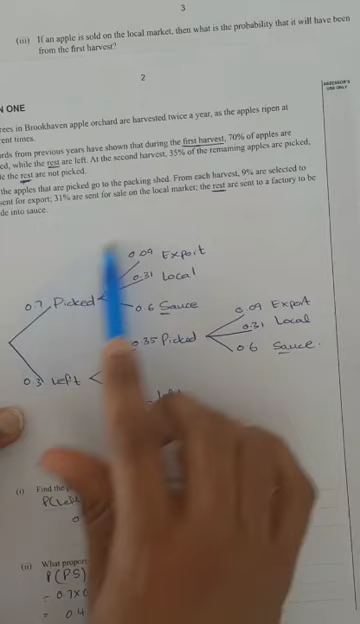 3
(iii) If an apple is sold on the local market, then what is the probability that it will have been
from the first harvest?
2
ASSESSOR'S
USE ONLY
N ONE
rees in Brookhaven apple orchard are harvested twice a year, as the apples ripen at
ent times.
ords from previous years have shown that during the first harvest, 70% of apples are
ed, while the rest are left. At the second harvest, 35% of the remaining apples are picked,
le the rest are not picked.
the apples that are picked go to the packing shed. From each harvest, 9% are selected to
sent for export; 31% are sent for sale on the local market; the rest are sent to a factory to be
de into sauce.
0.09 Export
0.31 Local
0.7 Picked
0.6 Sauce
0.09 Export
0.31 Local
0.35 Picked
0.6 Sauce.
0.3 Left
(i) Find the
(ii) What propor
P(PS)
= 0.7 x 0
= 0.4